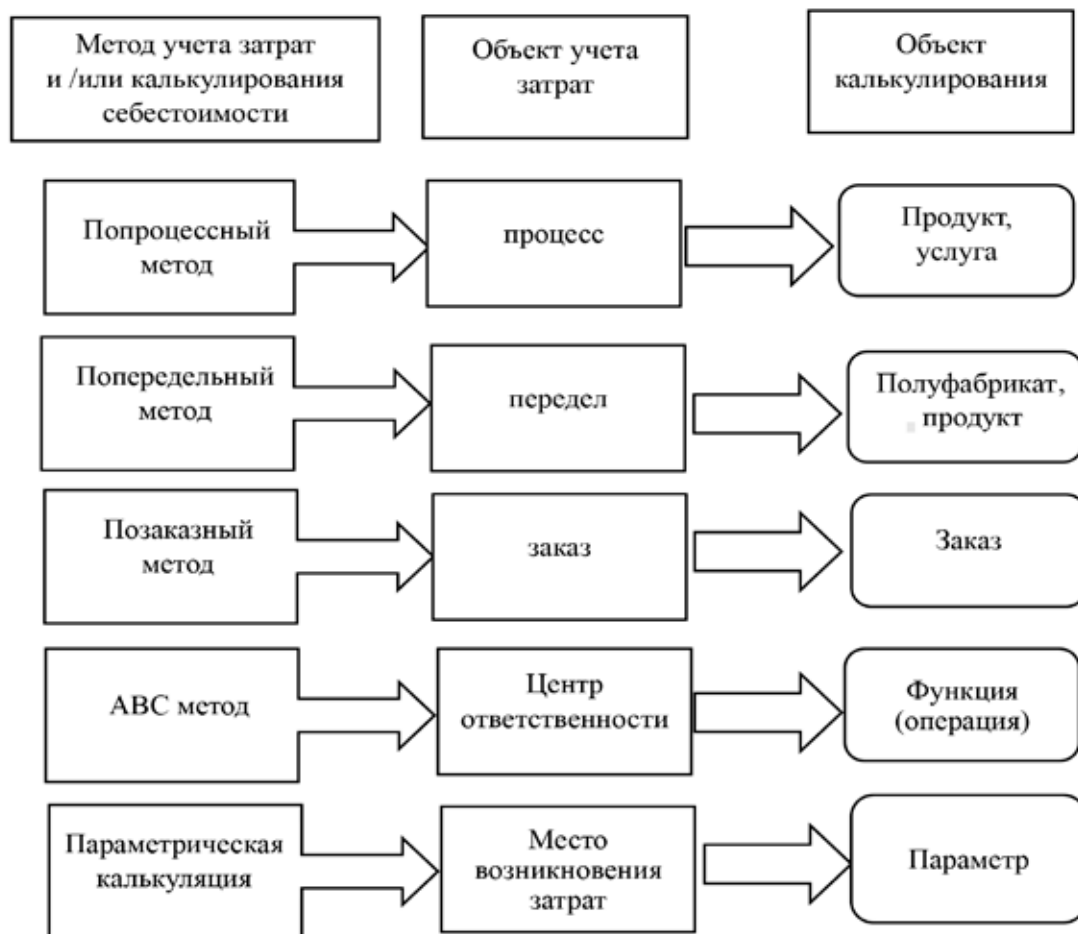 Метод учета затрат
и /или калькулирования
себестоимости
Объект учета
затрат
Объект
калькулирования
Попроцессный
метод
процесс
Продукт,
услуга
Попередельный
метод
передел
Полуфабрикат,
продукт
Позаказный
метод
заказ
Заказ
АВС метод
Центр
ответственности
Функция
(операция)
Параметрическая
калькуляция
Место
возникновения
затрат
Параметр